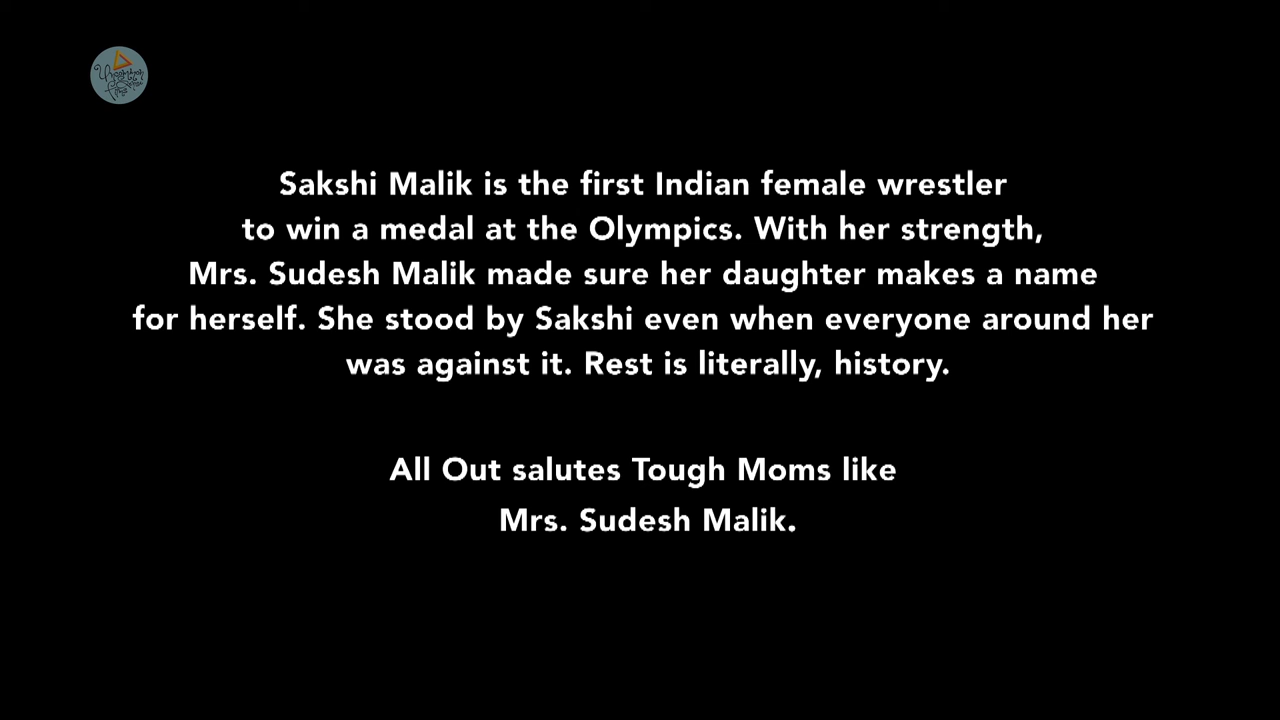 Uncommon
Sakshi Malik is the first Indian female wrestler
to win a medal at the Olympics. With her strength,
Mrs. Sudesh Malik made sure her daughter makes a name
for herself. She stood by Sakshi even when everyone around her
was against it. Rest is literally, history.
All Out salutes Tough Moms like
Mrs. Sudesh Malik.